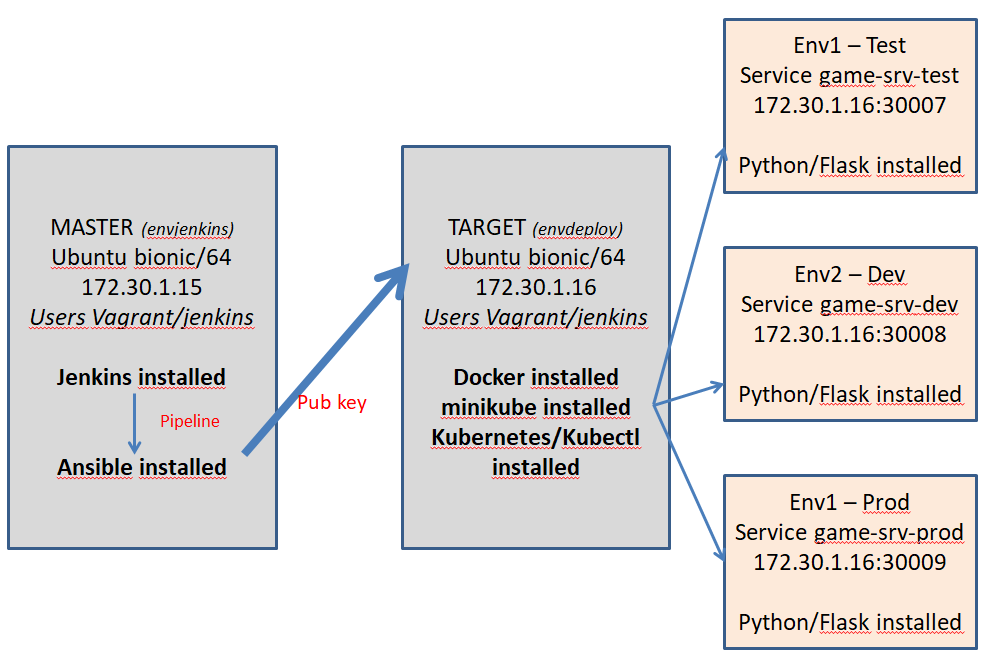 MASTER (envjenkins)
Ubuntu bionic/64
172.30.1.15
Users Vagrant/jenkins
Jenkins installed
Pipeline
Ansible installed
Pub key
TARGET (envdeploy)
Ubuntu bionic/64
172.30.1.16
Users Vagrant/jenkins
Docker installed
minikube installed
Kubernetes/Kubectl
installed
Env1 – Test
Service game-srv-test
172.30.1.16:30007
Python/Flask installed
Env2 – Dev
Service game-srv-dev
172.30.1.16:30008
Python/Flask installed
Env1 – Prod
Service game-srv-prod
172.30.1.16:30009
Python/Flask installed